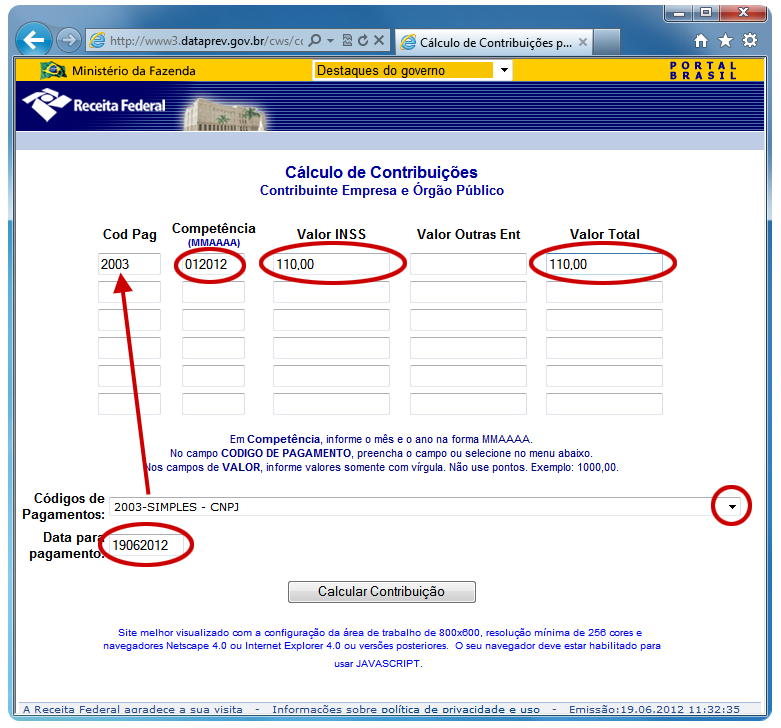 http://www3.dataprev.gov.br/cws/cc
Cálculo de Contribuições p...
Ministério da Fazenda
Destaques do governo
PORTAL
BRASIL
Receita Federal
Cálculo de Contribuições
Contribuinte Empresa e Órgão Público
Cod Pag Competência Valor INSS Valor Outras Ent Valor Total
(MMAAAA)
2003 012012 110,00 110,00
Em Competência, informe o mês e o ano na forma MMAAAA.
No campo CODIGO DE PAGAMENTO, preencha o campo ou selecione no menu abaixo.
Nos campos de VALOR, informe valores somente com vírgula. Não use pontos. Exemplo: 1000,00.
Códigos de
Pagamentos: 2003-SIMPLES - CNPJ
Data para
pagamento: 19062012
Calcular Contribuição
Site melhor visualizado com a configuração da área de trabalho de 800x600, resolução mínima de 256 cores e
navegadores Netscape 4.0 ou Internet Explorer 4.0 ou versões posteriores. O seu navegador deve estar habilitado para
usar JAVASCRIPT.
A Receita Federal agradece a sua visita - Informações sobre política de privacidade e uso - Emissão:19.06.2012 11:32:35